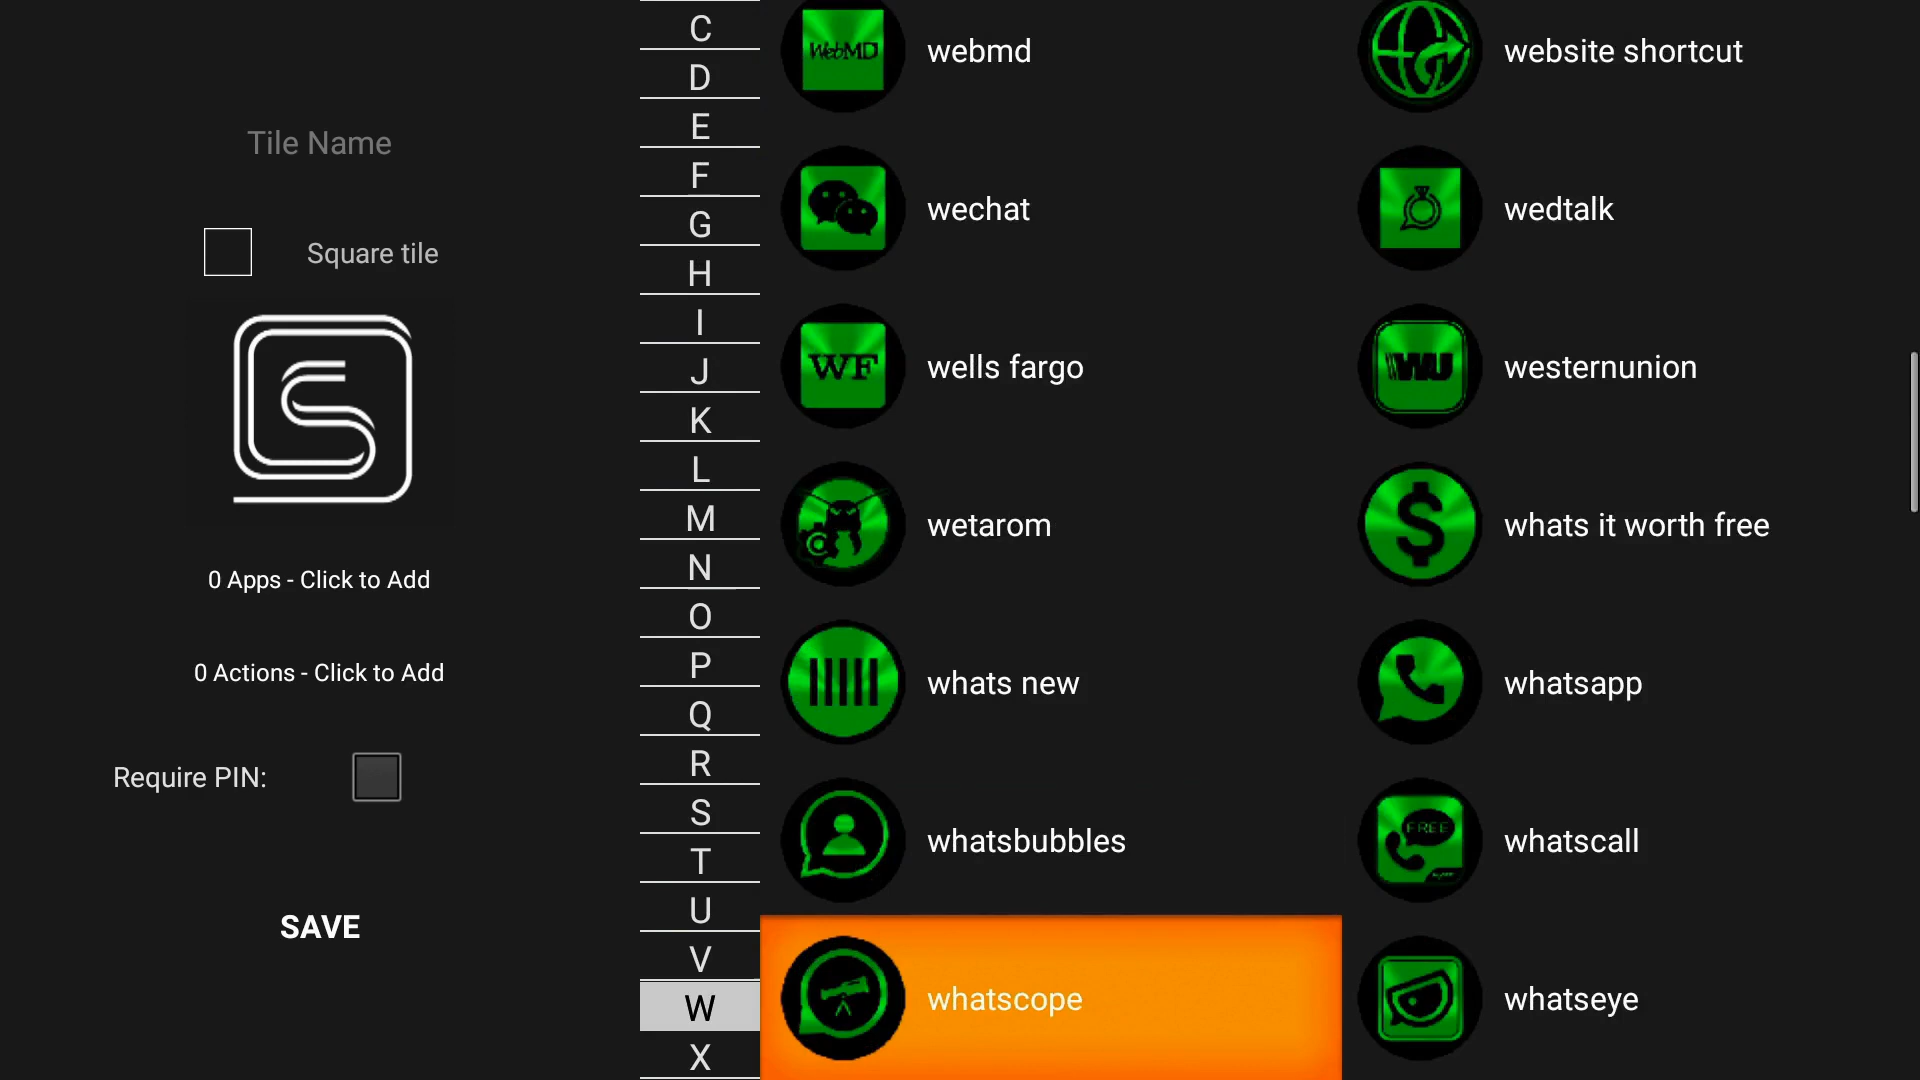 Tile Name
Square tile
0 Apps - Click to Add
0 Actions - Click to Add
Require PIN:
SAVE
C
D
E
F
G
H
I
J
K
L
M
N
O
P
Q
R
S
T
U
V
W
X
WebMD
webmd
website shortcut
wechat
wedtalk
WF
wells fargo
WU
westernunion
wetarom
$
whats it worth free
whats new
whatsapp
whatsbubbles
FREE
whatscall
whatscope
whatseye